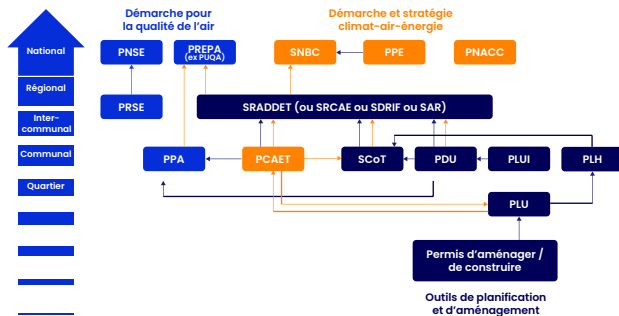 Démarche pour
la qualité de l'air
Démarche et stratégie
climat-air-énergie
National
PNSE
PREPA
(ex PUQA)
SNBC
PPE
PNACC
Régional
PRSE
SRADDET (ou SRCAE ou SDRIF ou SAR)
Inter-
communal
Communal
PPA
PCAET
SCoT
PDU
PLUI
PLH
Quartier
PLU
Permis d'aménager /
de construire
Outils de planification
et d'aménagement